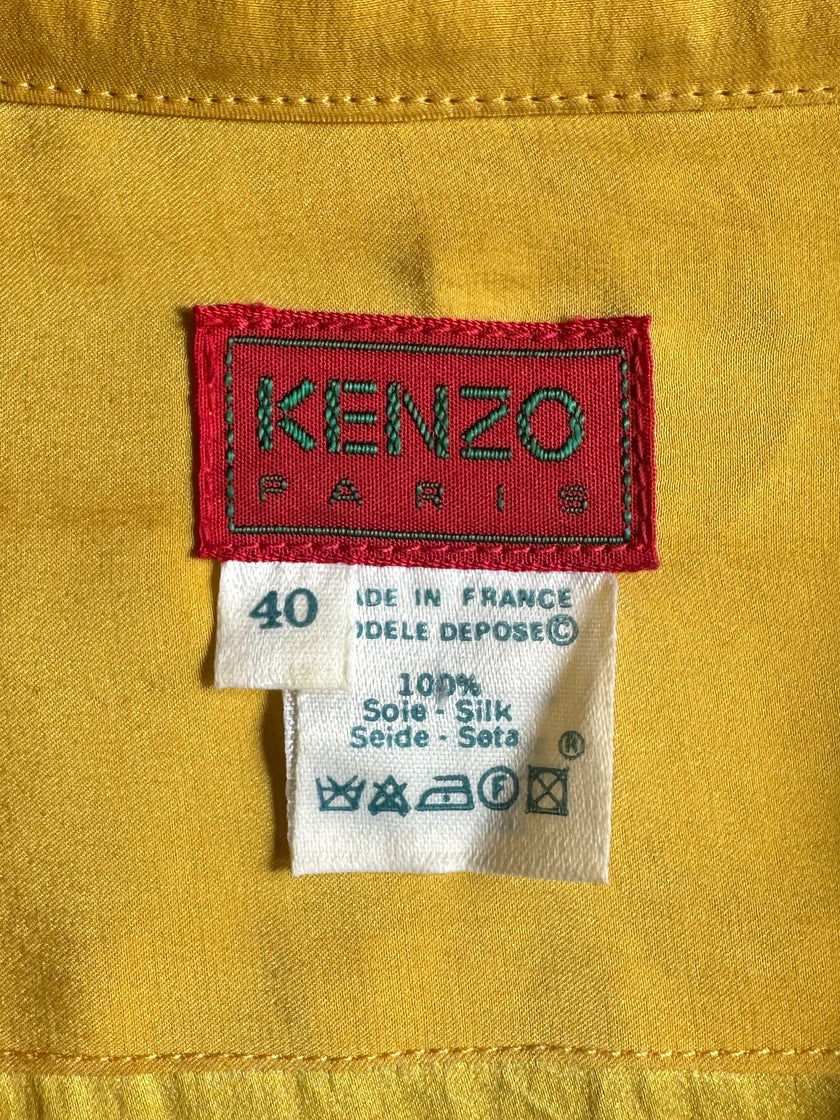 KENZO
PARIS
40
ADE IN FRANCE
ODELE DEPOSE©
100%
Soie - Silk
Seide - Seta
®
F